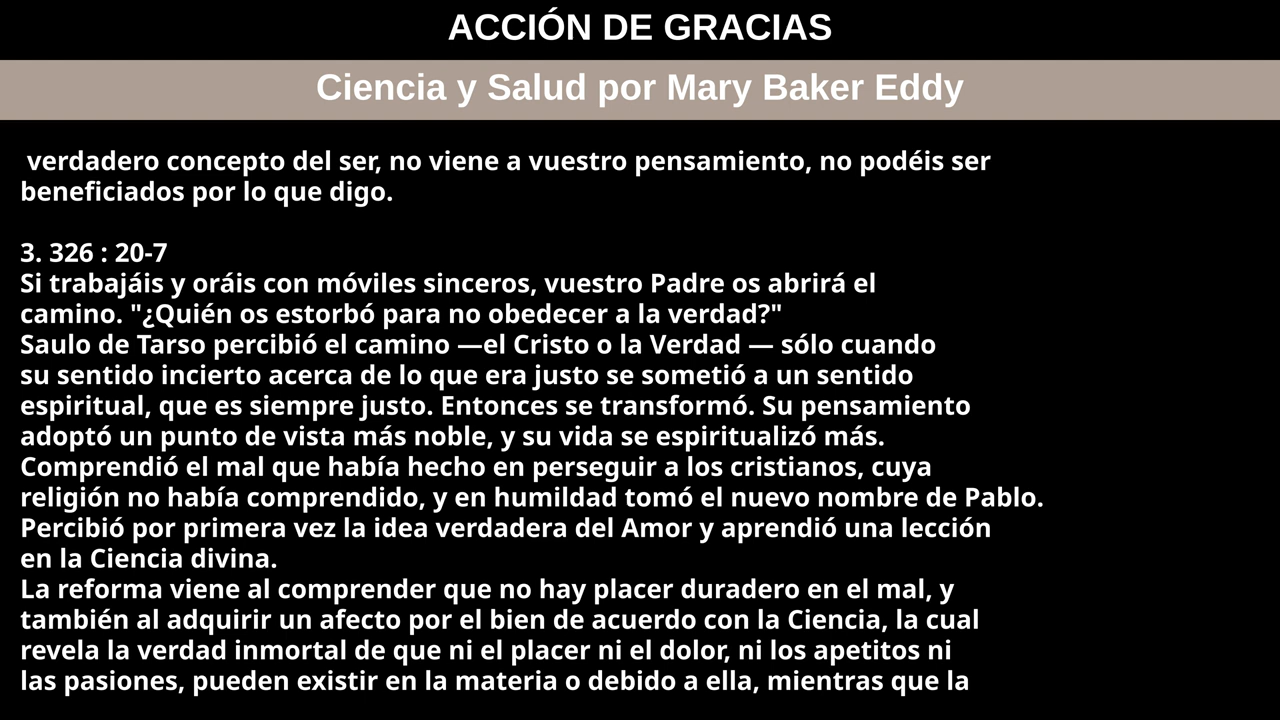 ACCIÓN DE GRACIAS
Ciencia y Salud por Mary Baker Eddy
verdadero concepto del ser, no viene a vuestro pensamiento, no podéis ser
beneficiados por lo que digo.
3. 326 : 20-7
Si trabajáis y oráis con móviles sinceros, vuestro Padre os abrirá el
camino. "¿Quién os estorbó para no obedecer a la verdad?"
Saulo de Tarso percibió el camino —el Cristo o la Verdad — sólo cuando
su sentido incierto acerca de lo que era justo se sometió a un sentido
espiritual, que es siempre justo. Entonces se transformó. Su pensamiento
adoptó un punto de vista más noble, y su vida se espiritualizó más.
Comprendió el mal que había hecho en perseguir a los cristianos, cuya
religión no había comprendido, y en humildad tomó el nuevo nombre de Pablo.
Percibió por primera vez la idea verdadera del Amor y aprendió una lección
en la Ciencia divina.
La reforma viene al comprender que no hay placer duradero en el mal, y
también al adquirir un afecto por el bien de acuerdo con la Ciencia, la cual
revela la verdad inmortal de que ni el placer ni el dolor, ni los apetitos ni
las pasiones, pueden existir en la materia o debido a ella, mientras que la